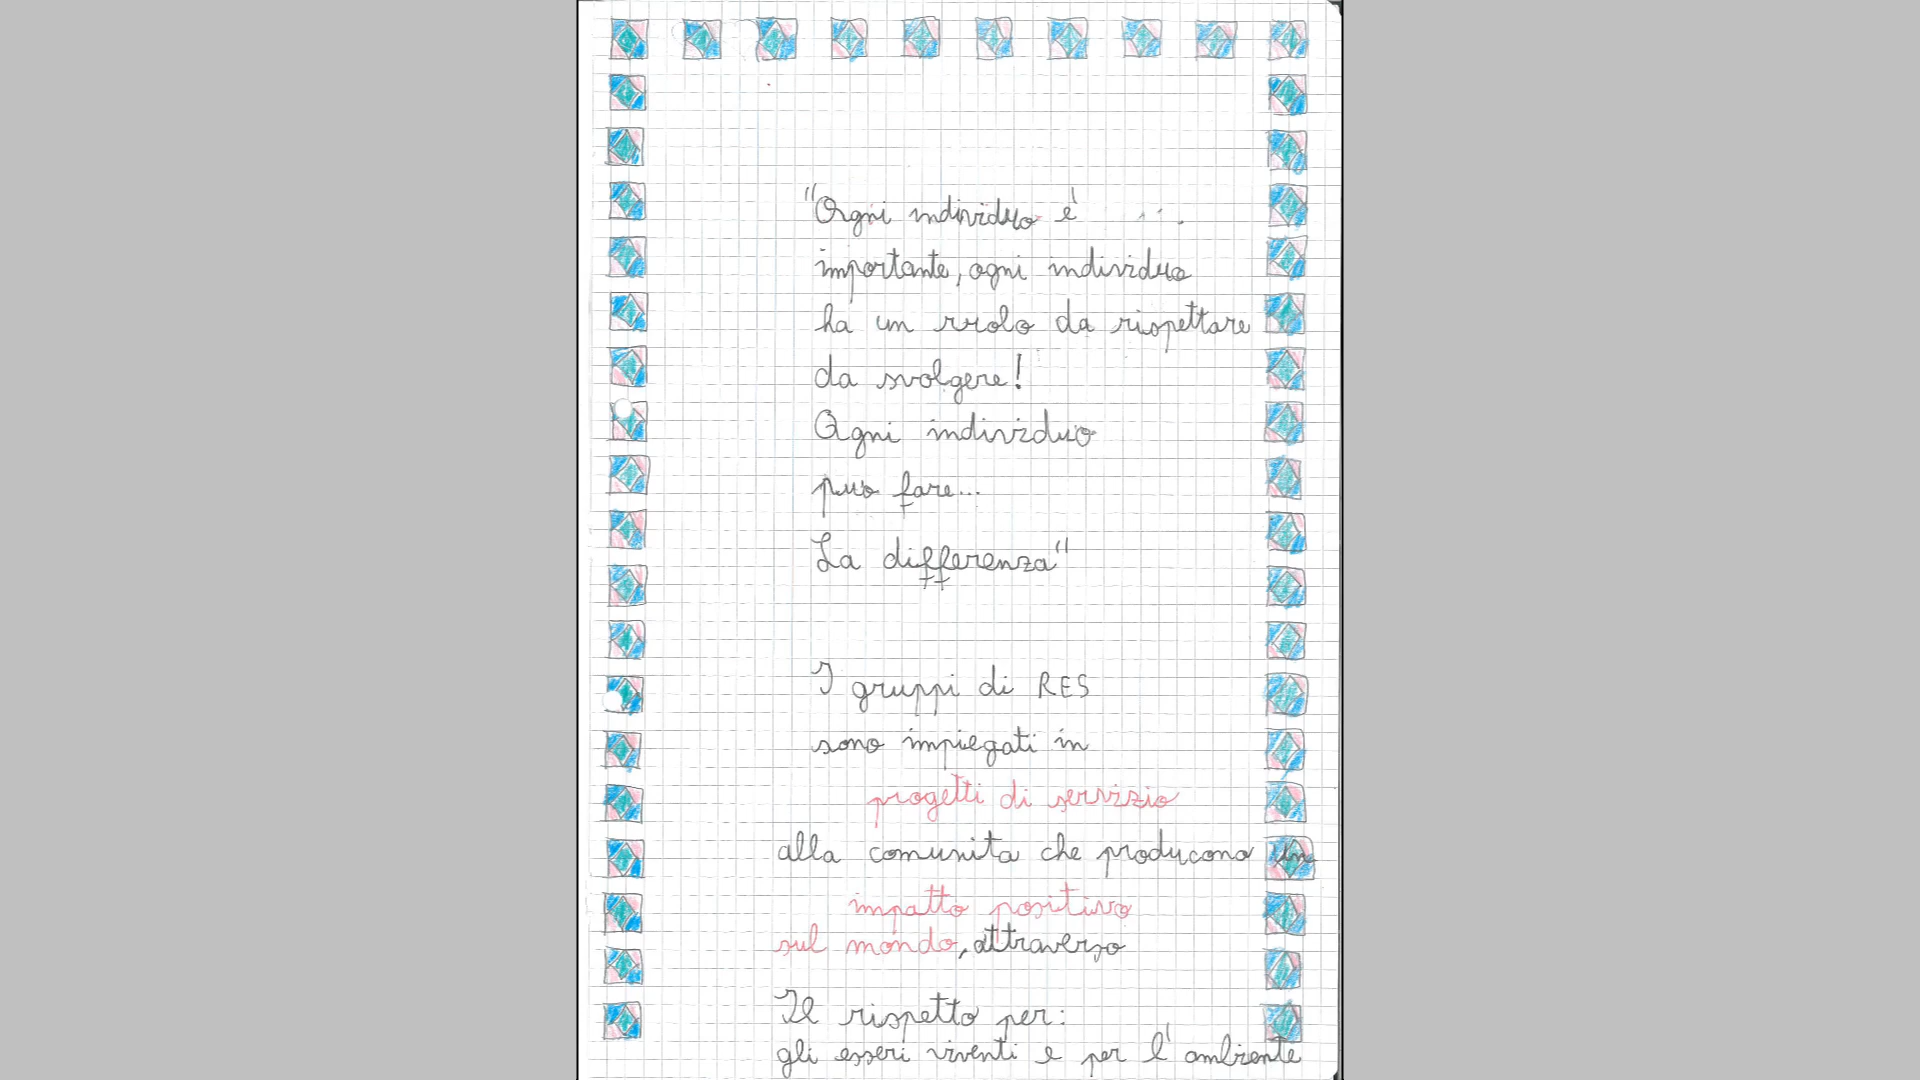 "Ogni individuo é
importante, ogni individuo
ha un ruolo da rispettare
da svolgere!
Ogni individuo
può fare...
La differenza"
I gruppi di RES
sono impiegati in
progetti di servizio
alla comunita che producono un
impatto positivo
sul mondo, attraverso
Il rispetto per:
gli esseri viventi e per l'ambiente